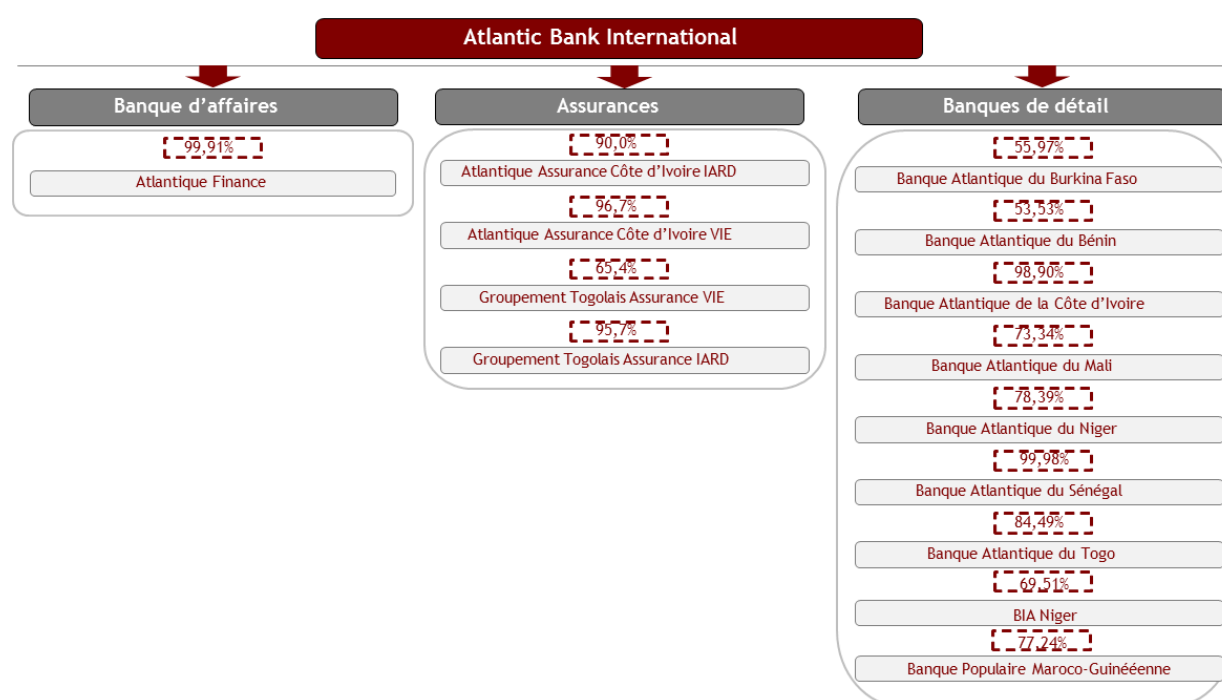 Atlantic Bank International
Banque d'affaires
99,91%
Atlantique Finance
Assurances
90,0%
Atlantique Assurance Côte d'Ivoire IARD
96,7%
Atlantique Assurance Côte d'Ivoire VIE
65,4%
Groupement Togolais Assurance VIE
95,7%
Groupement Togolais Assurance IARD
Banques de détail
55,97%
Banque Atlantique du Burkina Faso
53,53%
Banque Atlantique du Bénin
98,90%
Banque Atlantique de la Côte d'Ivoire
73,34%
Banque Atlantique du Mali
78,39%
Banque Atlantique du Niger
99,98%
Banque Atlantique du Sénégal
84,49%
Banque Atlantique du Togo
69,51%
BIA Niger
77,24%
Banque Populaire Maroco-Guinééenne